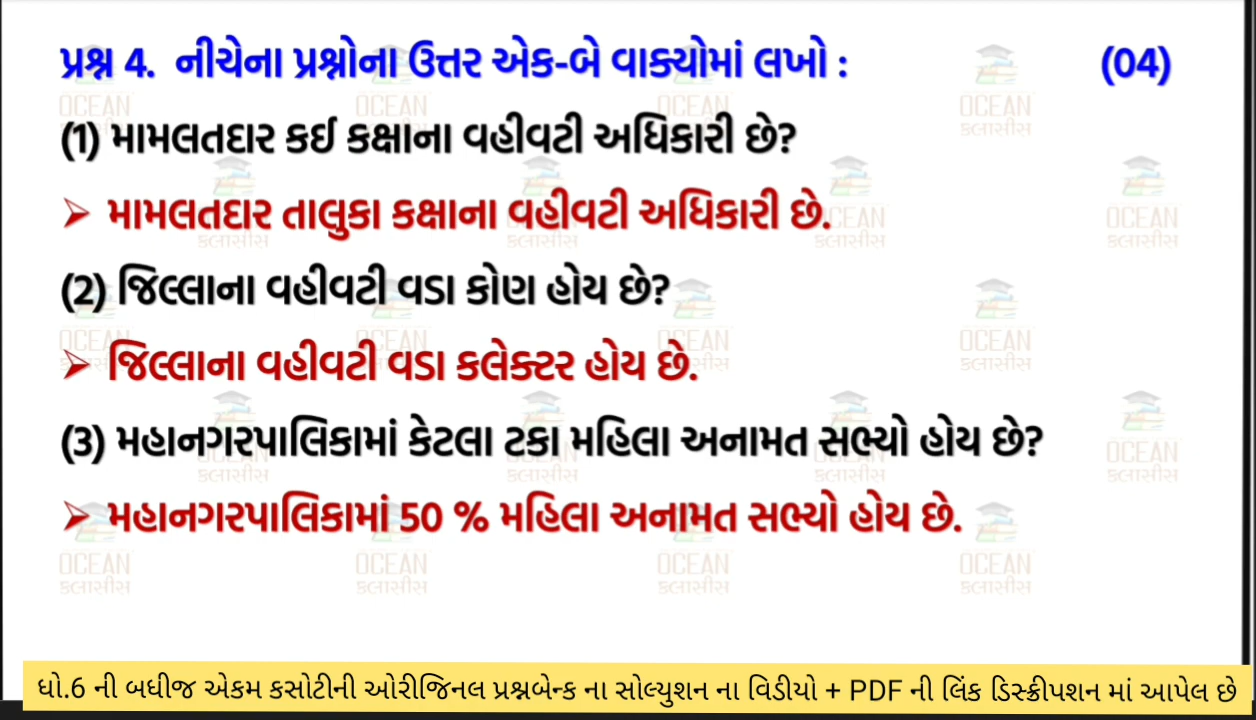 પ્રશ્ન 4. નીચેના પ્રશ્નોના ઉત્તર એક-બે વાક્યોમાં લખો : (04)
(1) મામલતદાર કઈ કક્ષાના વહીવટી અધિકારી છે?
➢ મામલતદાર તાલુકા કક્ષાના વહીવટી અધિકારી છે.
(2) જિલ્લાના વહીવટી વડા કોણ હોય છે?
➢ જિલ્લાના વહીવટી વડા કલેક્ટર હોય છે.
(3) મહાનગરપાલિકામાં કેટલા ટકા મહિલા અનામત સભ્યો હોય છે?
➢ મહાનગરપાલિકામાં 50 % મહિલા અનામત સભ્યો હોય છે.
OCEAN
ક્લાસીસ
ધો.6 ની બધીજ એકમ કસોટીની ઓરીજિનલ પ્રશ્નબેન્ક ના સોલ્યુશન ના વિડીયો + PDF ની લિંક ડિસ્ક્રીપશન માં આપેલ છે